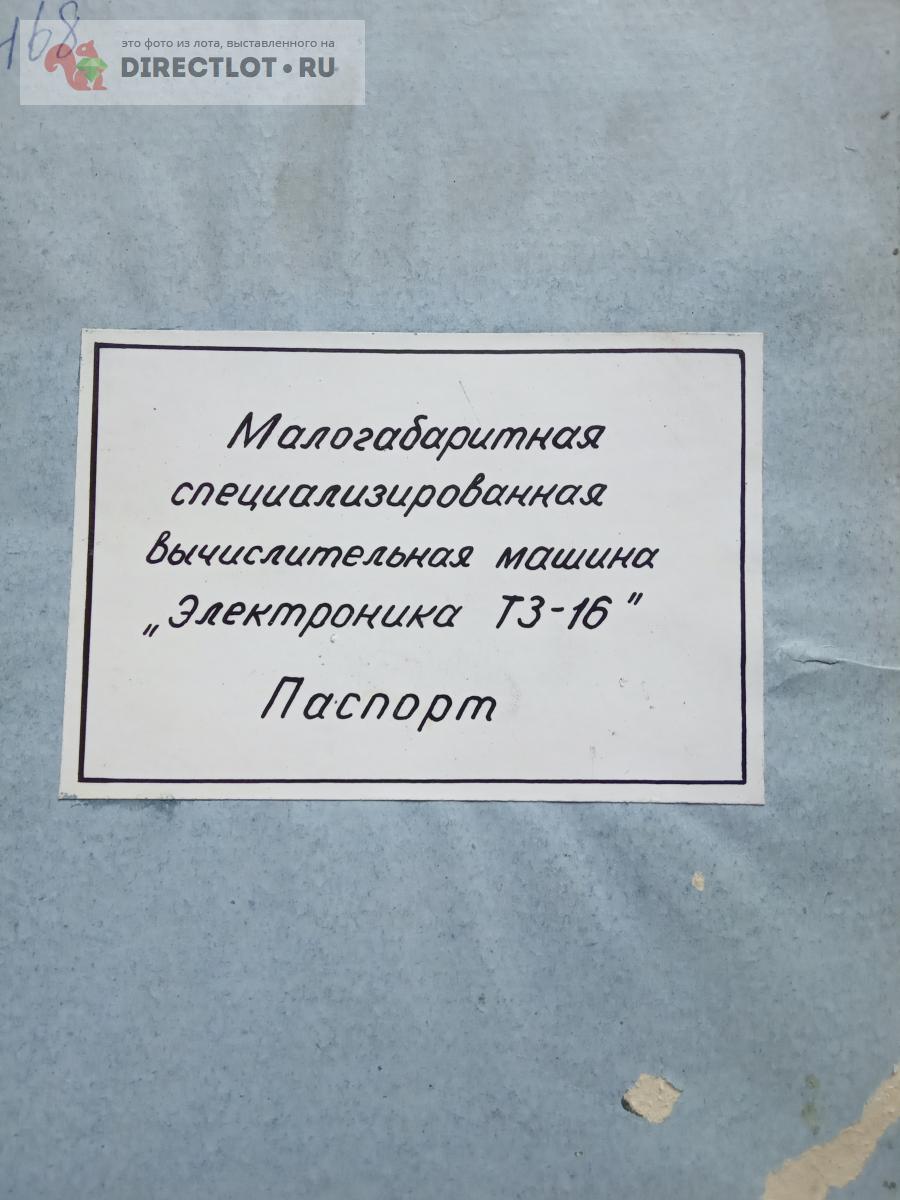 168
это фото из лота, выставленного на
DIRECTLOT•RU
Малогабаритная
специализированная
вычислительная машина
„Электроника Т3-16"
Паспорт